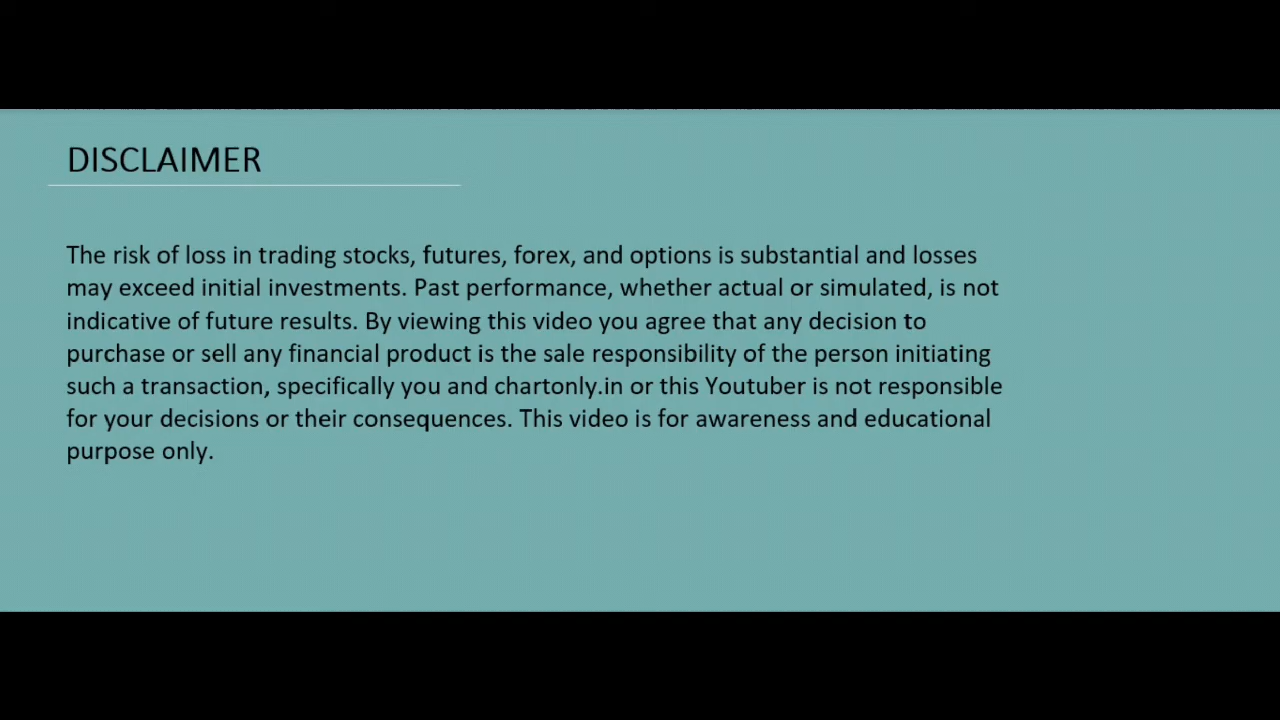 DISCLAIMER
The risk of loss in trading stocks, futures, forex, and options is substantial and losses
may exceed initial investments. Past performance, whether actual or simulated, is not
indicative of future results. By viewing this video you agree that any decision to
purchase or sell any financial product is the sale responsibility of the person initiating
such a transaction, specifically you and chartonly.in or this Youtuber is not responsible
for your decisions or their consequences. This video is for awareness and educational
purpose only.